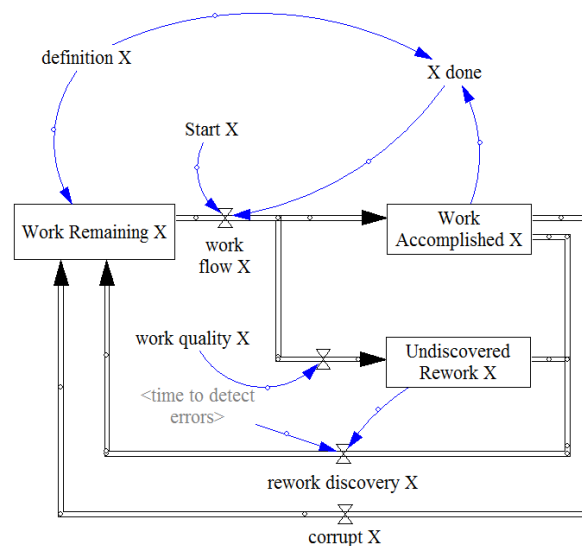 definition X
X done
Start X
Work Remaining X
work
flow X
Work
Accomplished X
work quality X
Undiscovered
Rework X
<time to detect
errors>
rework discovery X
corrupt X